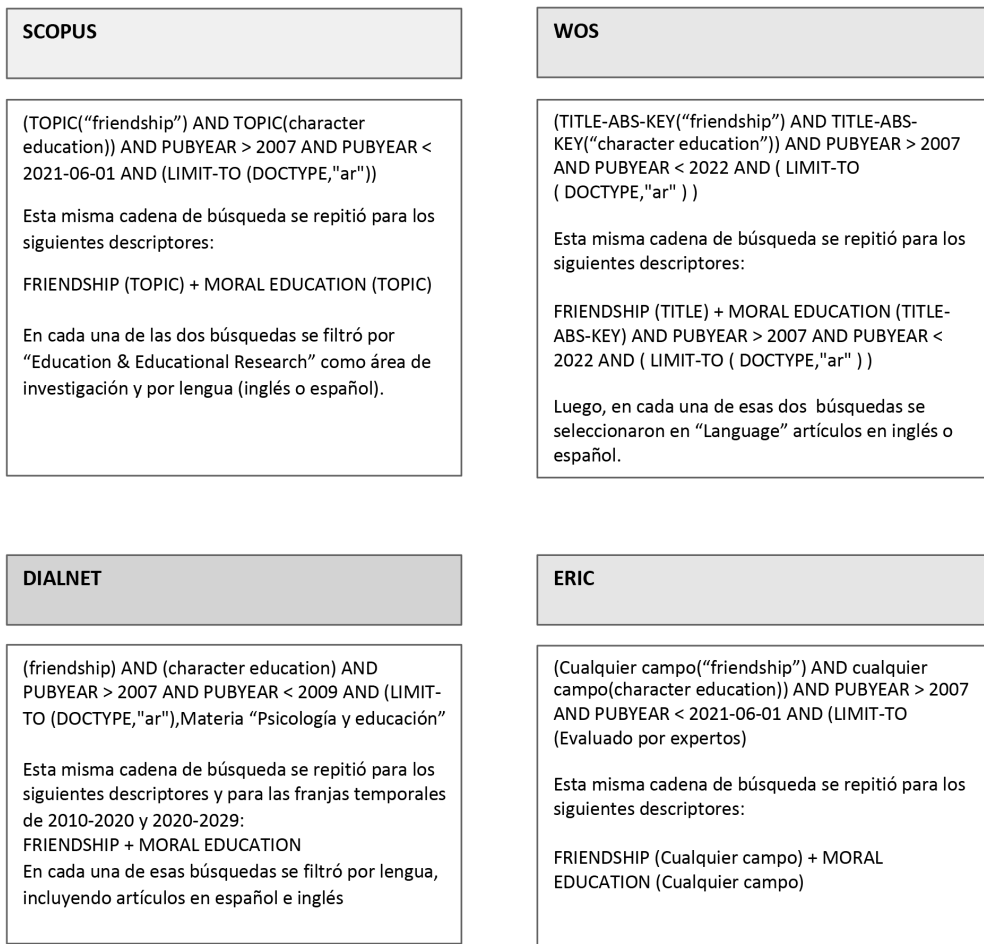 SCOPUS
(TOPIC(“friendship”) AND TOPIC(character
education)) AND PUBYEAR > 2007 AND PUBYEAR <
2021-06-01 AND (LIMIT-TO (DOCTYPE,"ar"))
Esta misma cadena de búsqueda se repitió para los
siguientes descriptores:
FRIENDSHIP (TOPIC) + MORAL EDUCATION (TOPIC)
En cada una de las dos búsquedas se filtró por
“Education & Educational Research” como área de
investigación y por lengua (inglés o español).
WOS
(TITLE-ABS-KEY(“friendship”) AND TITLE-ABS-
KEY(“character education”)) AND PUBYEAR > 2007
AND PUBYEAR < 2022 AND ( LIMIT-TO
( DOCTYPE,"ar" ) )
Esta misma cadena de búsqueda se repitió para los
siguientes descriptores:
FRIENDSHIP (TITLE) + MORAL EDUCATION (TITLE-
ABS-KEY) AND PUBYEAR > 2007 AND PUBYEAR <
2022 AND ( LIMIT-TO ( DOCTYPE,"ar" ) )
Luego, en cada una de esas dos  búsquedas se
seleccionaron en “Language” artículos en inglés o
español.
DIALNET
(friendship) AND (character education) AND
PUBYEAR > 2007 AND PUBYEAR < 2009 AND (LIMIT-
TO (DOCTYPE,"ar"),Materia “Psicología y educación”
Esta misma cadena de búsqueda se repitió para los
siguientes descriptores y para las franjas temporales
de 2010-2020 y 2020-2029:
FRIENDSHIP + MORAL EDUCATION
En cada una de esas búsquedas se filtró por lengua,
incluyendo artículos en español e inglés
ERIC
(Cualquier campo(“friendship”) AND cualquier
campo(character education)) AND PUBYEAR > 2007
AND PUBYEAR < 2021-06-01 AND (LIMIT-TO
(Evaluado por expertos)
Esta misma cadena de búsqueda se repitió para los
siguientes descriptores:
FRIENDSHIP (Cualquier campo) + MORAL
EDUCATION (Cualquier campo)